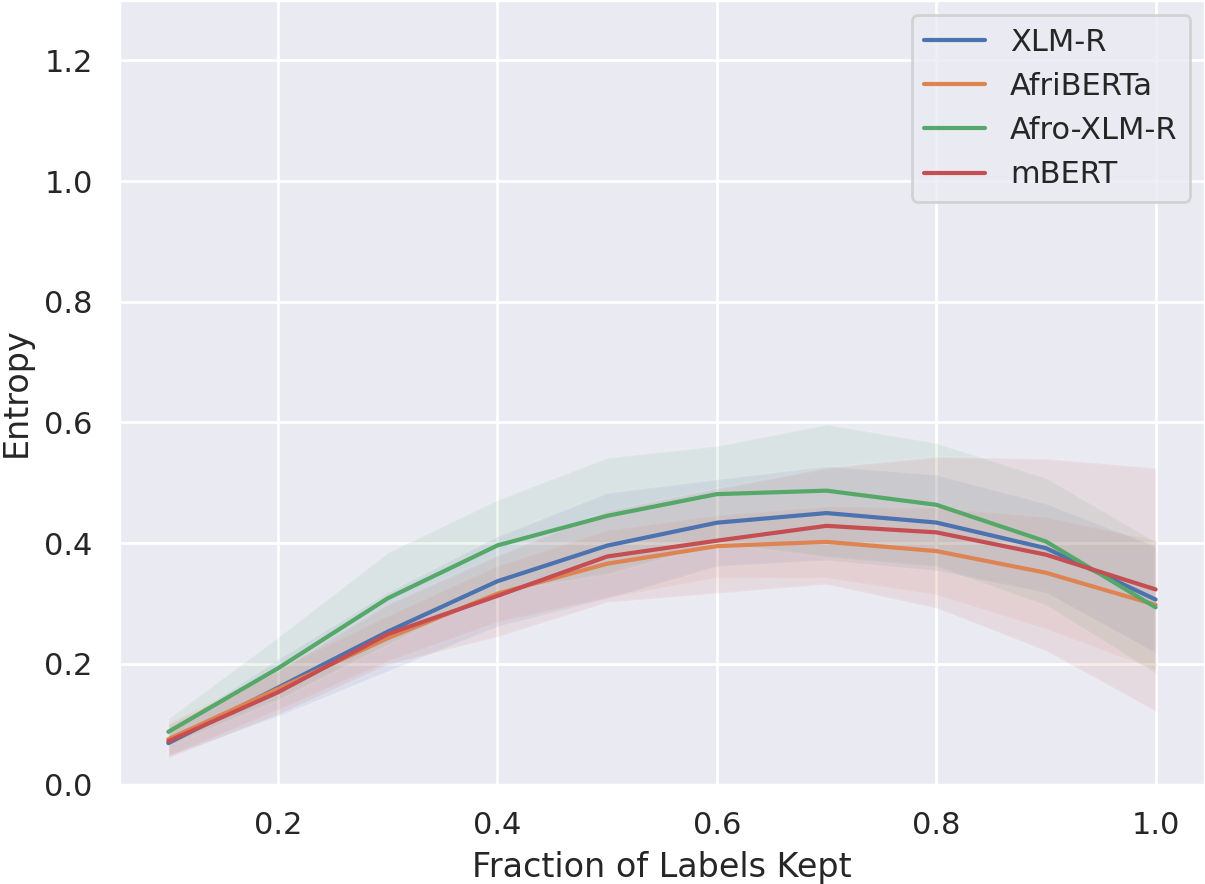 XLM-R
AfriBERTa
Afro-XLM-R
mBERT
Entropy
1.2
1.0
0.8
0.6
0.4
0.2
0.0
0.2 0.4 0.6 0.8 1.0
Fraction of Labels Kept